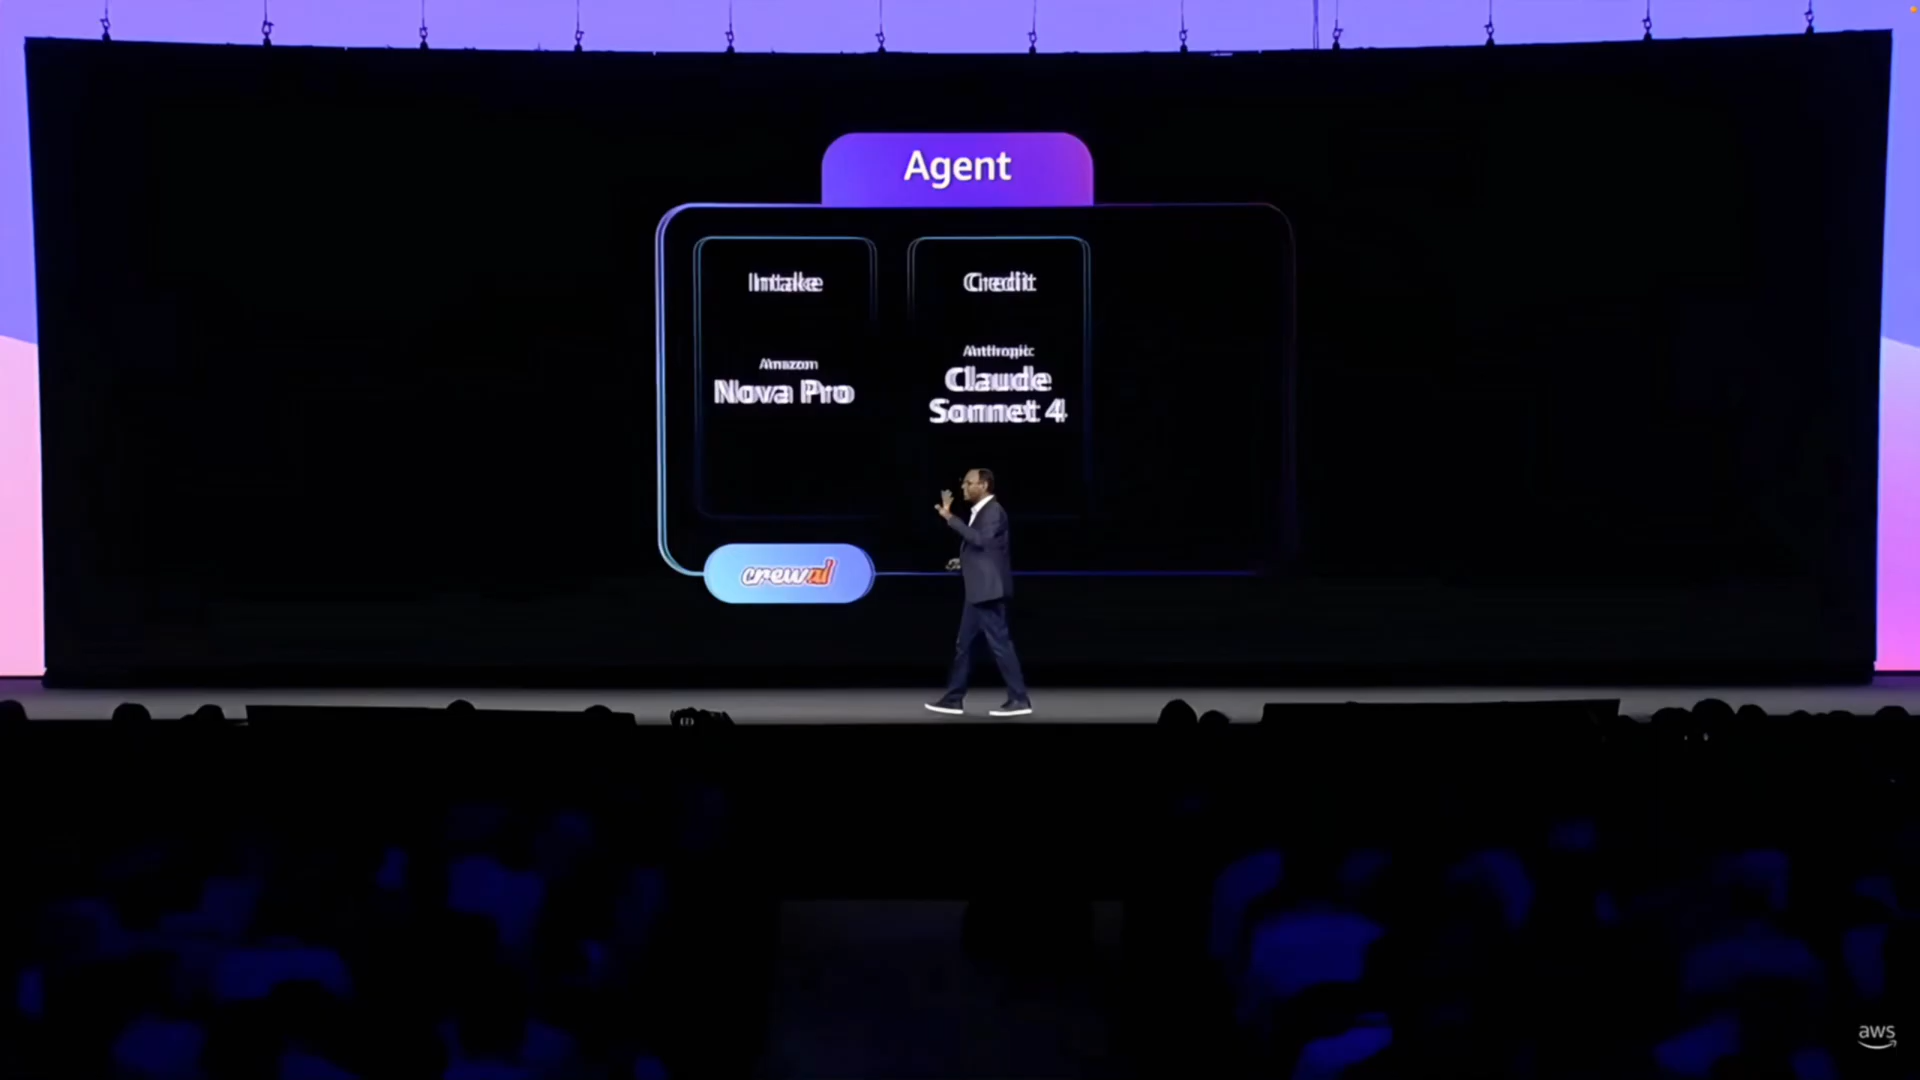 Agent
Intake
Amazon
Nova Pro
Credit
Anthropic
Claude
Sonnet 4
crewai
aws